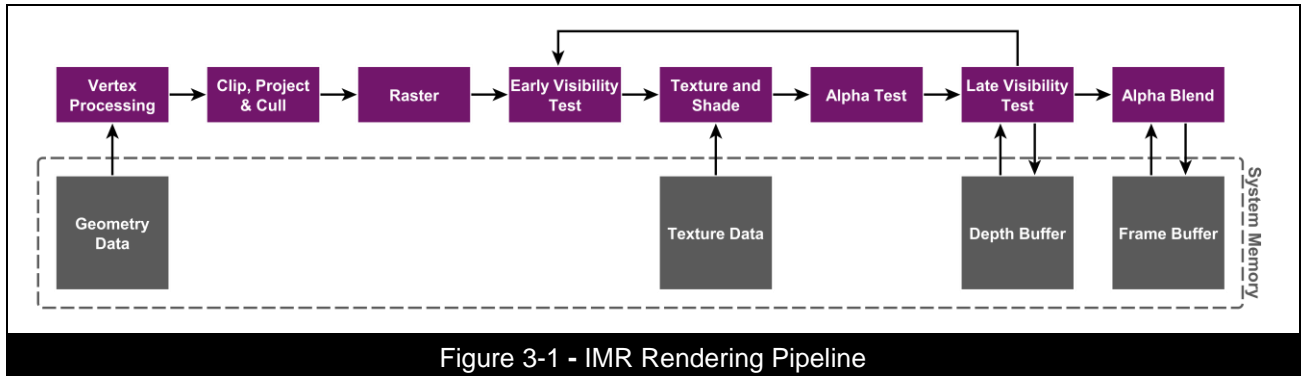 Vertex
Processing
Clip, Project
& Cull
Raster
Early Visibility
Test
Texture and
Shade
Alpha Test
Late Visibility
Test
Alpha Blend
Geometry
Data
Texture Data
Depth Buffer
Frame Buffer
System Memory
Figure 3-1 - IMR Rendering Pipeline